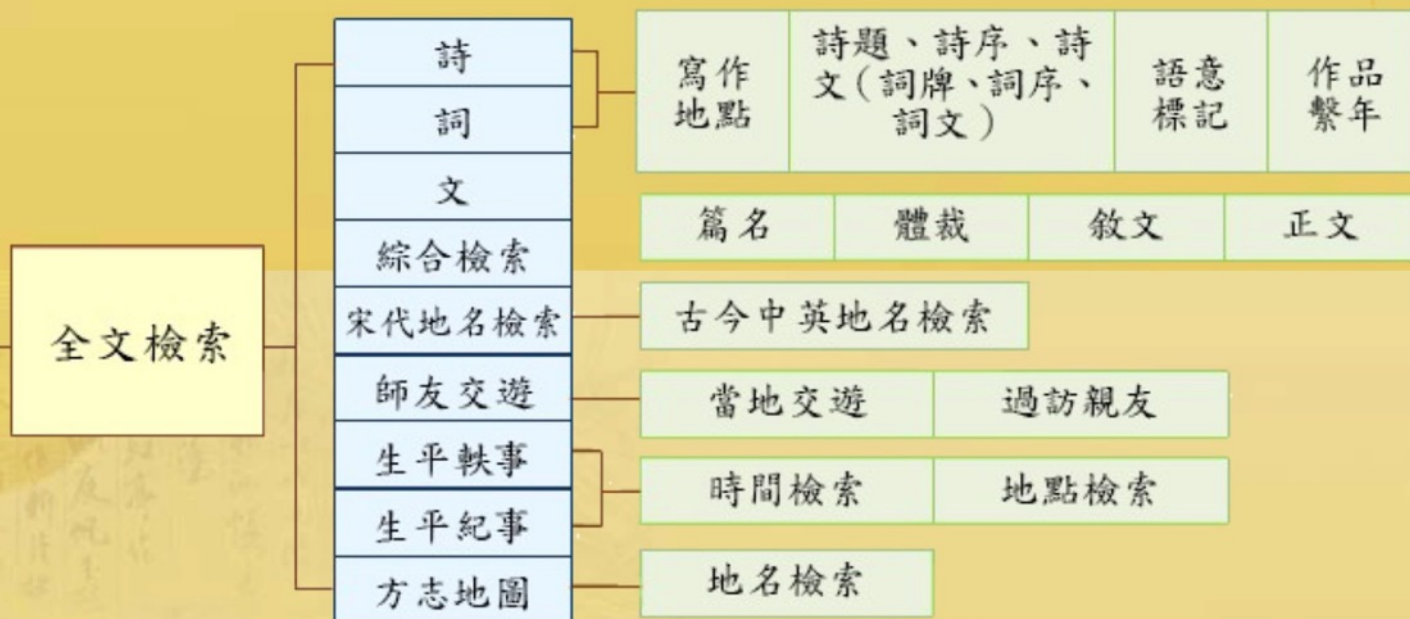 全文檢索
詩
詞
文
綜合檢索
宋代地名檢索
師友交遊
生平軼事
生平紀事
方志地圖
寫作
地點
詩題、詩序、詩
文(詞牌、詞序、
詞文)
語意
標記
作品
繫年
篇名
體裁
敘文
正文
古今中英地名檢索
當地交遊
過訪親友
時間檢索
地點檢索
地名檢索